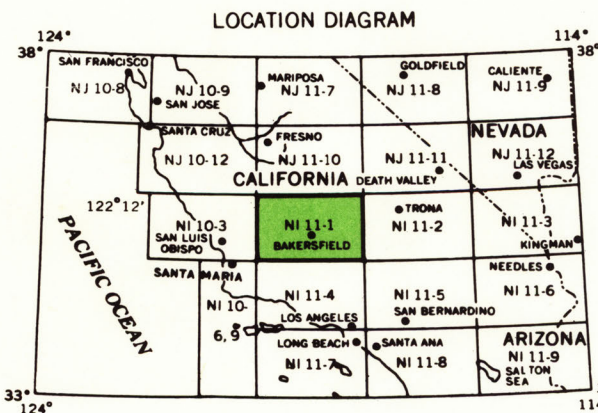 LOCATION DIAGRAM
124° 114°
38° 38°
SAN FRANCISCO
NJ 10-8
NJ 10-9
SAN JOSE
MARIPOSA
NJ 11-7
GOLDFIELD
NJ 11-8
CALIENTE
NJ 11-9
SANTA CRUZ
NJ 10-12
FRESNO
NJ 11-10
NJ 11-11
DEATH VALLEY
NEVADA
NJ 11-12
LAS VEGAS
CALIFORNIA
122° 12'
NI 10-3
SAN LUIS
OBISPO
NI 11-1
BAKERSFIELD
TRONA
NI 11-2
NI 11-3
KINGMAN
PACIFIC OCEAN
SANTA MARIA
NI 10-
6, 9
NI 11-4
LOS ANGELES
NI 11-5
SAN BERNARDINO
NEEDLES
NI 11-6
LONG BEACH
NI 11-7
SANTA ANA
NI 11-8
ARIZONA
NI 11-9
SALTON
SEA
33°
124° 114